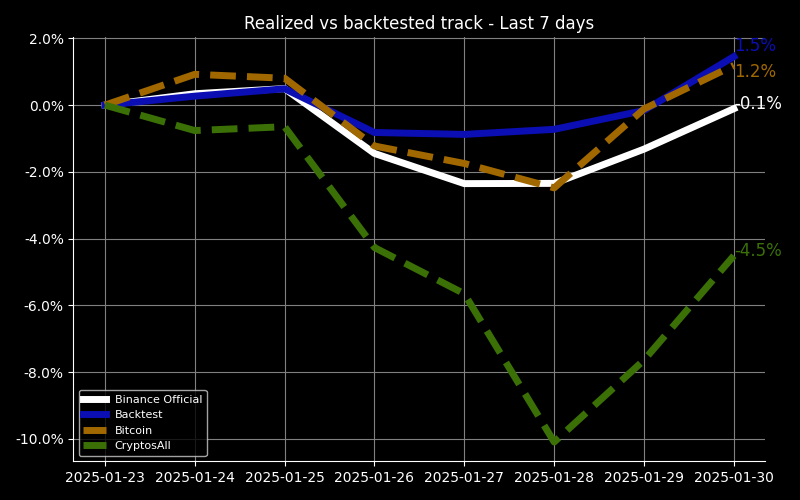 Realized vs backtested track - Last 7 days
2.0%
0.0%
-2.0%
-4.0%
-6.0%
-8.0%
-10.0%
1.5%
1.2%
-0.1%
-4.5%
Binance Official
Backtest
Bitcoin
CryptosAll
2025-01-23 2025-01-24 2025-01-25 2025-01-26 2025-01-27 2025-01-28 2025-01-29 2025-01-30